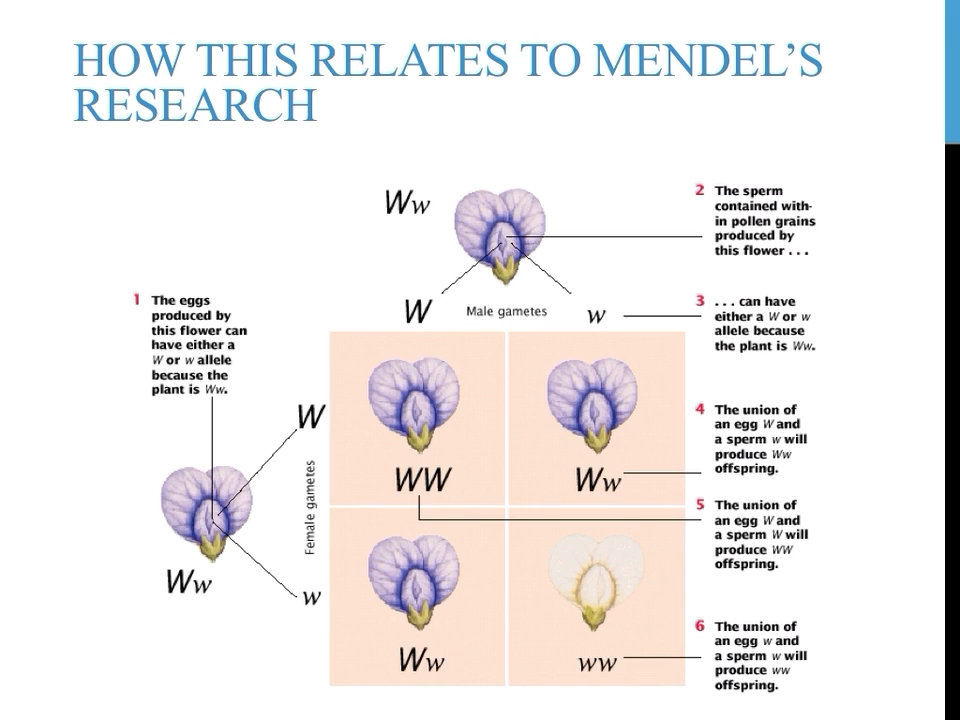 HOW THIS RELATES TO MENDEL’S
RESEARCH
Ww
2 The sperm
contained with-
in pollen grains
produced by
this flower . . .
1 The eggs
produced by
this flower can
have either a
W or w allele
because the
plant is Ww.
W
Male gametes
w
3 . . . can have
either a W or w
allele because
the plant is Ww.
W
Female gametes
w
Ww
WW
Ww
4 The union of
an egg W and
a sperm w will
produce Ww
offspring.
5 The union of
an egg W and
a sperm W will
produce WW
offspring.
Ww
ww
6 The union of
an egg w and
a sperm w will
produce ww
offspring.